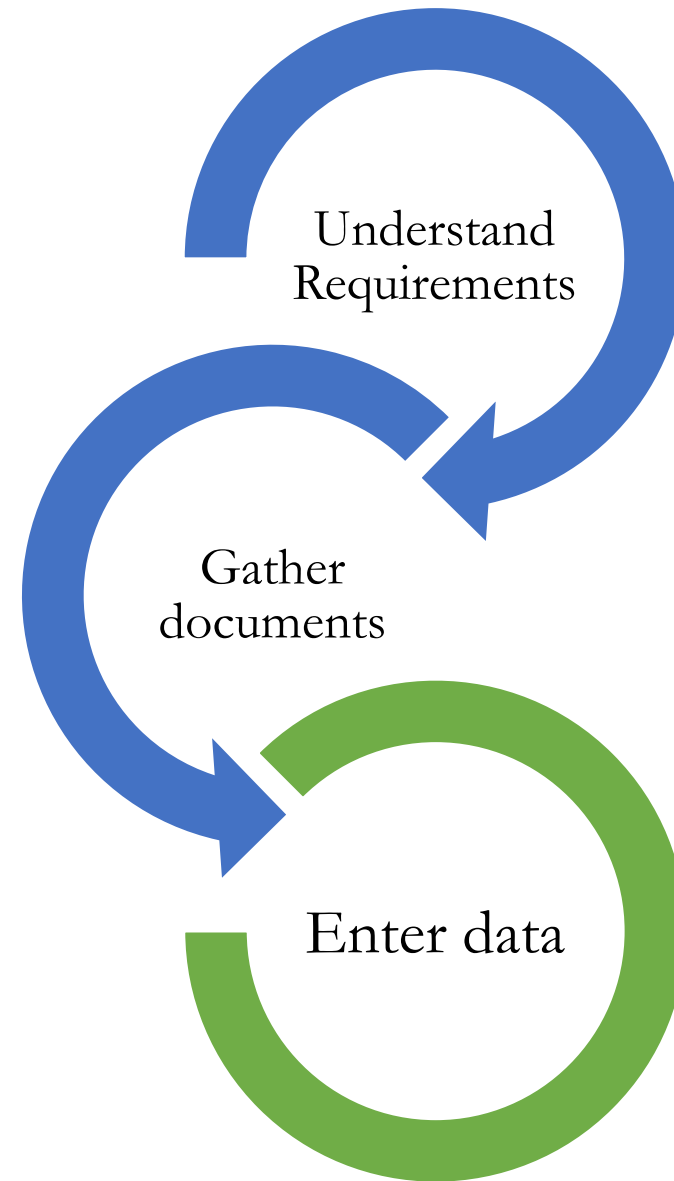 Understand
Requirements
Gather
documents
Enter data